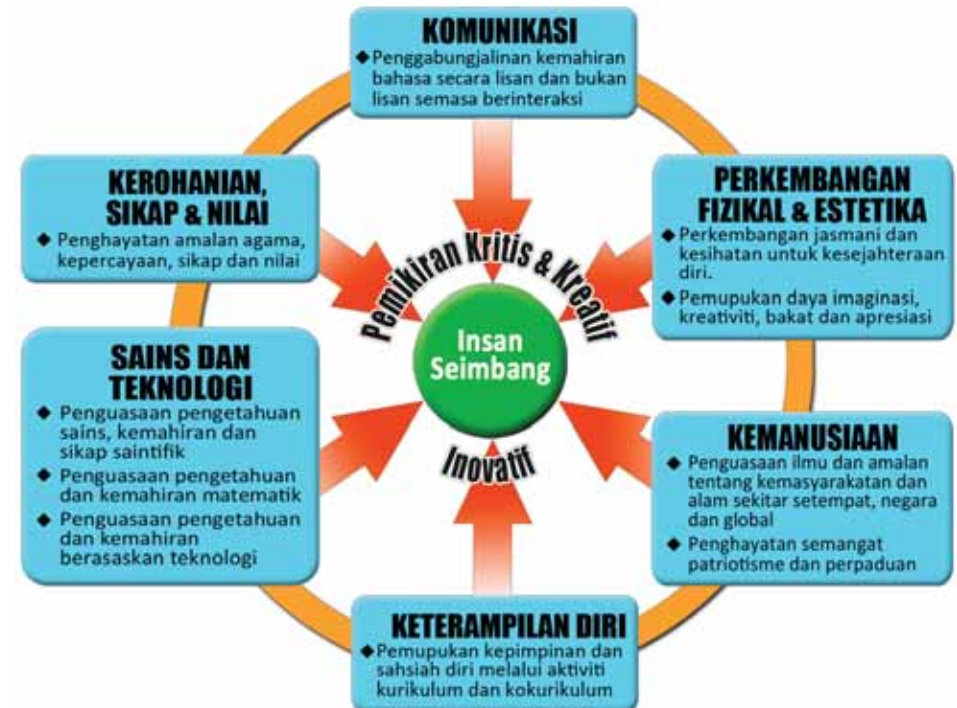 KOMUNIKASI
◆ Penggabungjalinan kemahiran
bahasa secara lisan dan bukan
lisan semasa berinteraksi
KEROHANIAN,
SIKAP & NILAI
◆ Penghayatan amalan agama,
kepercayaan, sikap dan nilai
PERKEMBANGAN
FIZIKAL & ESTETIKA
◆ Perkembangan jasmani dan
kesihatan untuk kesejahteraan
diri.
◆ Pemupukan daya imaginasi,
kreativiti, bakat dan apresiasi
Pemikiran Kritis & Kreatif
Insan
Seimbang
Inovatif
SAINS DAN
TEKNOLOGI
◆ Penguasaan pengetahuan
sains, kemahiran dan
sikap saintifik
◆ Penguasaan pengetahuan
dan kemahiran matematik
◆ Penguasaan pengetahuan
dan kemahiran
berasaskan teknologi
KEMANUSIAAN
◆ Penguasaan ilmu dan amalan
tentang kemasyarakatan dan
alam sekitar setempat, negara
dan global
◆ Penghayatan semangat
patriotisme dan perpaduan
KETERAMPILAN DIRI
◆ Pemupukan kepimpinan dan
sahsiah diri melalui aktiviti
kurikulum dan kokurikulum